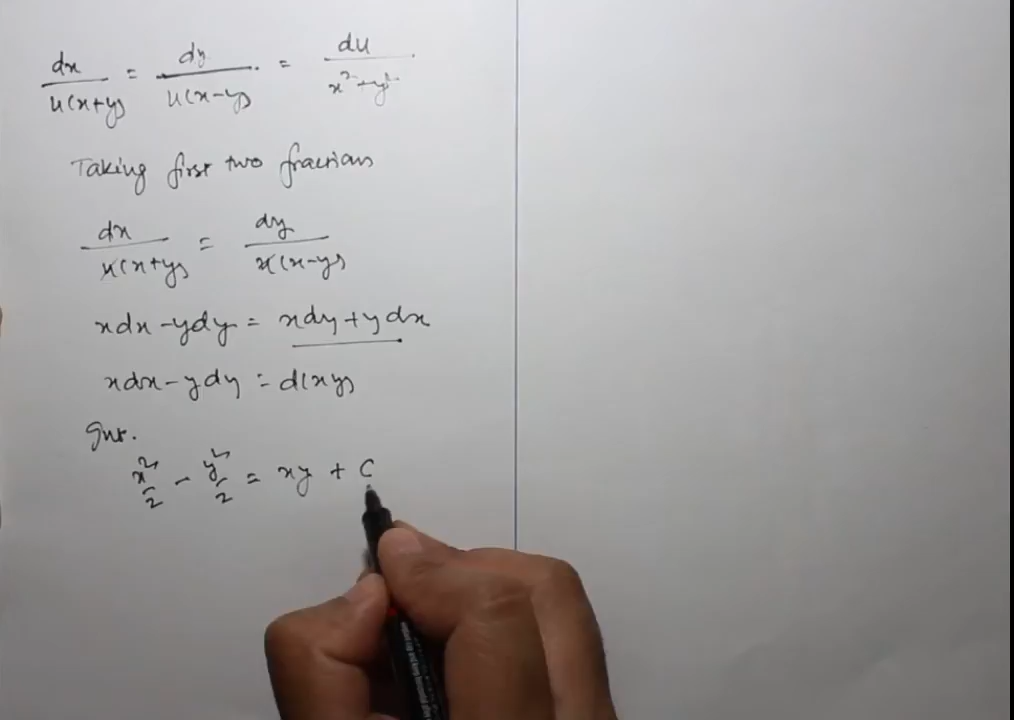 dx/u(x+y) = dy/u(x-y) = du/x²+y²
Taking first two fractions
dx/u(x+y) = dy/u(x-y)
xdx - ydy = xdy + ydx
xdx - ydy = d(xy)
Int.
x²/2 - y²/2 = xy + C